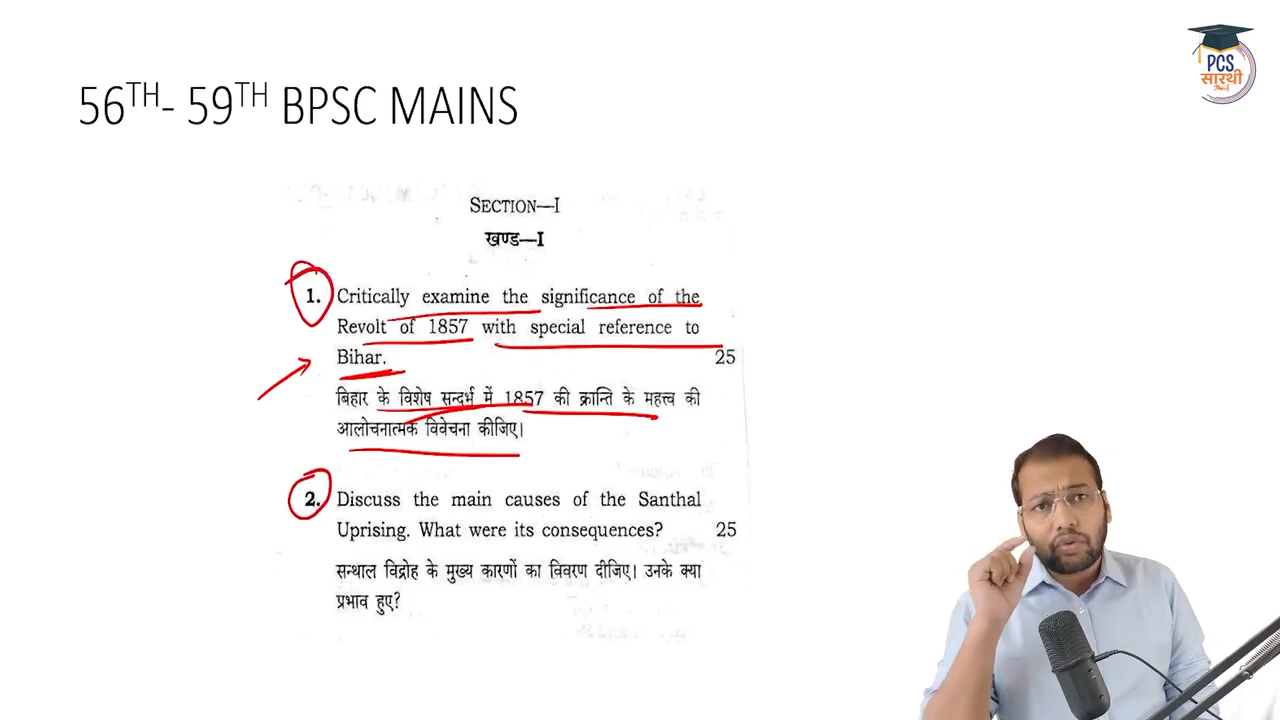 PCS
सारथी
56TH- 59TH BPSC MAINS
SECTION—I
खण्ड—I
1. Critically examine the significance of the
Revolt of 1857 with special reference to
Bihar. 25
बिहार के विशेष सन्दर्भ में 1857 की क्रान्ति के महत्त्व की
आलोचनात्मक विवेचना कीजिए।
2. Discuss the main causes of the Santhal
Uprising. What were its consequences? 25
सन्थाल विद्रोह के मुख्य कारणों का विवरण दीजिए। उनके क्या
प्रभाव हुए?